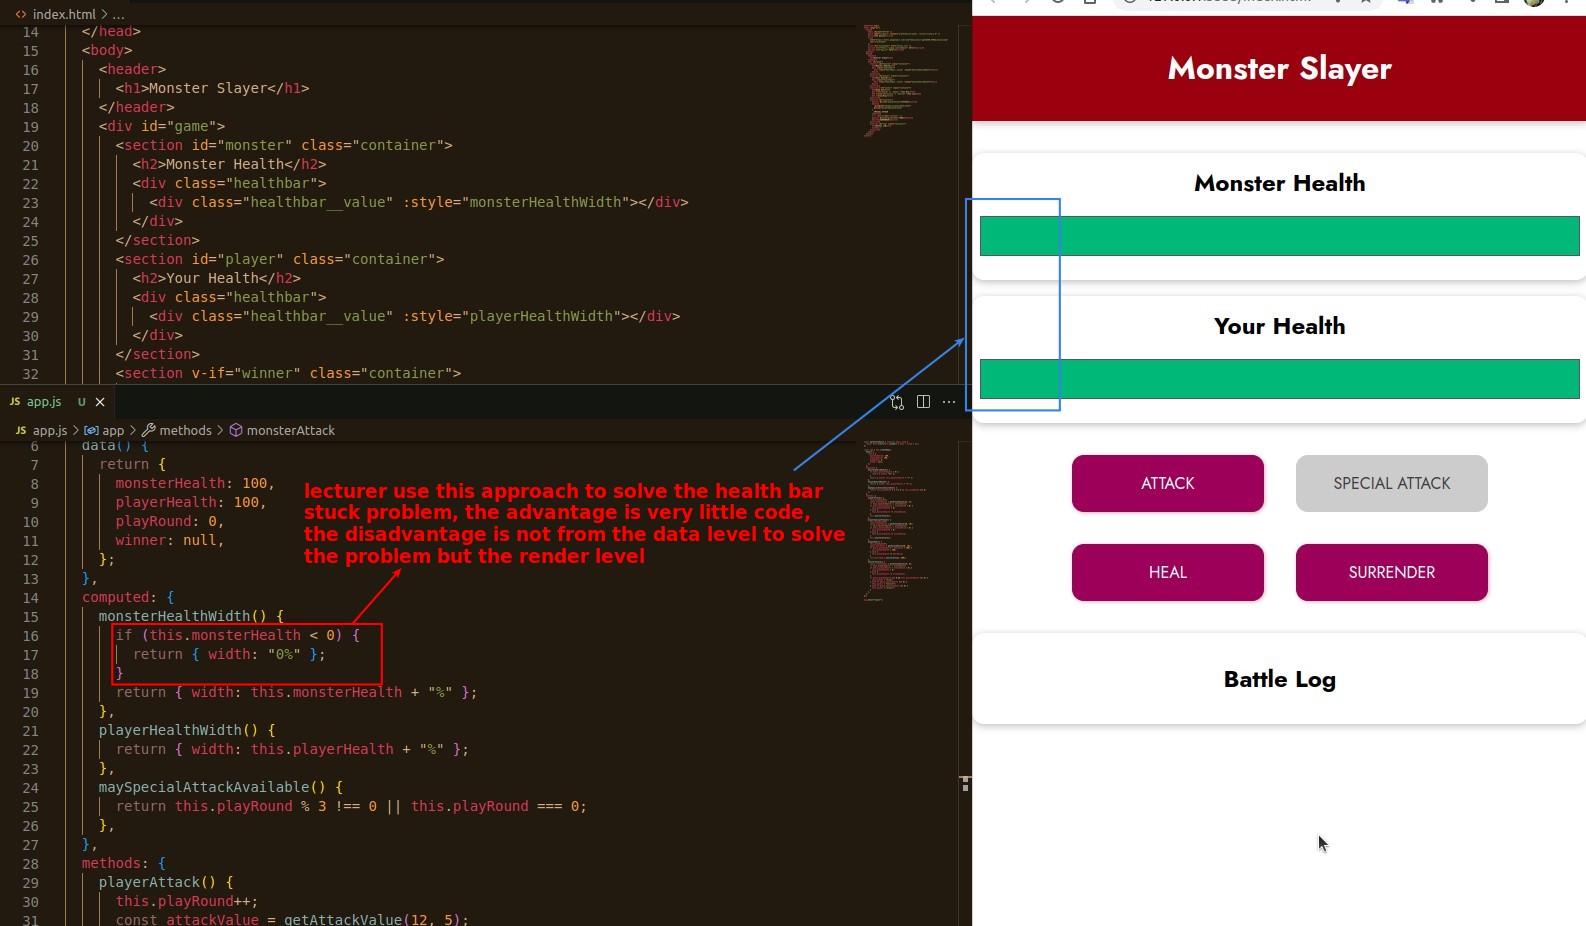 index.html > ...
14 </head>
15 <body>
16 <header>
17 <h1>Monster Slayer</h1>
18 </header>
19 <div id="game">
20 <section id="monster" class="container">
21 <h2>Monster Health</h2>
22 <div class="healthbar">
23 <div class="healthbar__value" :style="monsterHealthWidth"></div>
24 </div>
25 </section>
26 <section id="player" class="container">
27 <h2>Your Health</h2>
28 <div class="healthbar">
29 <div class="healthbar__value" :style="playerHealthWidth"></div>
30 </div>
31 </section>
32 <section v-if="winner" class="container">
JS app.js U
JS app.js > app > methods > monsterAttack
6 data() {
7 return {
8 monsterHealth: 100,
9 playerHealth: 100,
10 playRound: 0,
11 winner: null,
12 };
13 },
14 computed: {
15 monsterHealthWidth() {
16 if (this.monsterHealth < 0) {
17 return { width: "0%" };
18 }
19 return { width: this.monsterHealth + "%" };
20 },
21 playerHealthWidth() {
22 return { width: this.playerHealth + "%" };
23 },
24 maySpecialAttackAvailable() {
25 return this.playRound % 3 !== 0 || this.playRound === 0;
26 },
27 },
28 methods: {
29 playerAttack() {
30 this.playRound++;
31 const attackValue = getAttackValue(12, 5);
lecturer use this approach to solve the health bar
stuck problem, the advantage is very little code,
the disadvantage is not from the data level to solve
the problem but the render level
Monster Slayer
Monster Health
Your Health
ATTACK
SPECIAL ATTACK
HEAL
SURRENDER
Battle Log